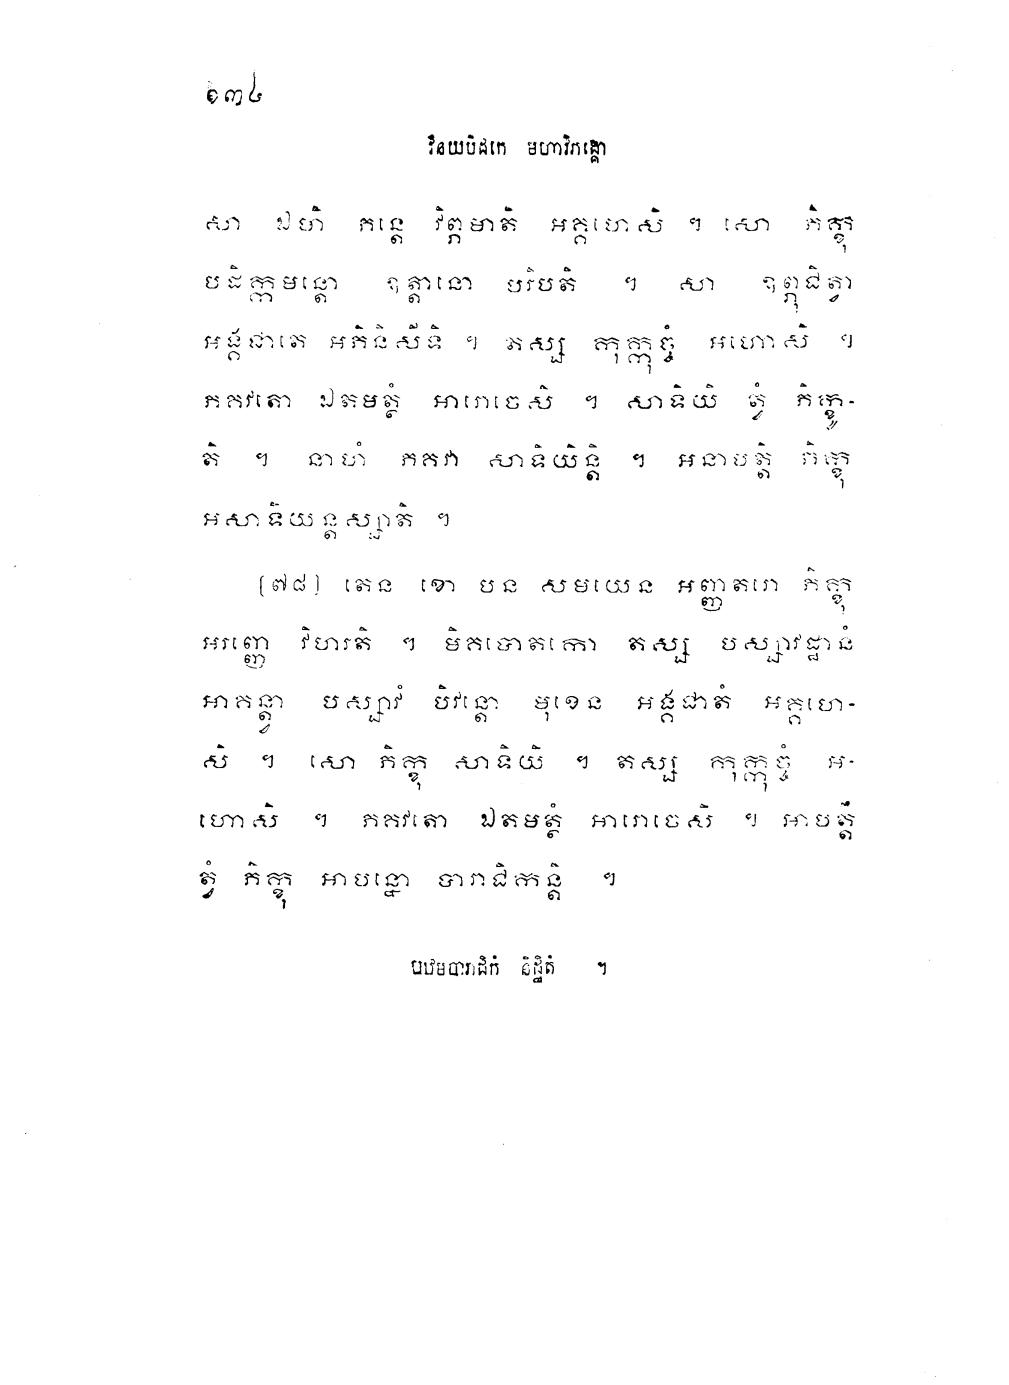 ១៣៤
វិនយបិដកេ មហាវិភង្គោ
សា ឯហិ ភន្តេ វិព្ភមាតិ អគ្គហេសិ ។ សោ ភិក្ខុ
បដិក្កមន្តោ ឧត្តានោ បរិបតិ ។ សា ឧព្ភុជិត្វា
អង្គជាតេ អភិនិសីទិ ។ តស្ស កុក្កុច្ចំ អហោសិ ។
ភគវតោ ឯតមត្ថំ អារោចេសិ ។ សាទិយិ ត្វំ ភិក្ខូ-
តិ ។ នាហំ ភគវា សាទិយិន្តិ ។ អនាបត្តិ ភិក្ខុ
អសាទិយន្តស្សាតិ ។
[៧៨] តេន ខោ បន សមយេន អញ្ញតរោ ភិក្ខុ
អរញ្ញេ វិហរតិ ។ មិគបោតកោ តស្ស បស្សាវដ្ឋានំ
អាគន្ត្វា បស្សាវំ បិវន្តោ មុខេន អង្គជាតំ អគ្គហេ-
សិ ។ សោ ភិក្ខុ សាទិយិ ។ តស្ស កុក្កុច្ចំ អ-
ហោសិ ។ ភគវតោ ឯតមត្ថំ អារោចេសិ ។ អាបត្តឹ
ត្វំ ភិក្ខុ អាបន្នោ បារាជិកន្តិ ។
បឋមបារាជិកំ និដ្ឋិតំ ។